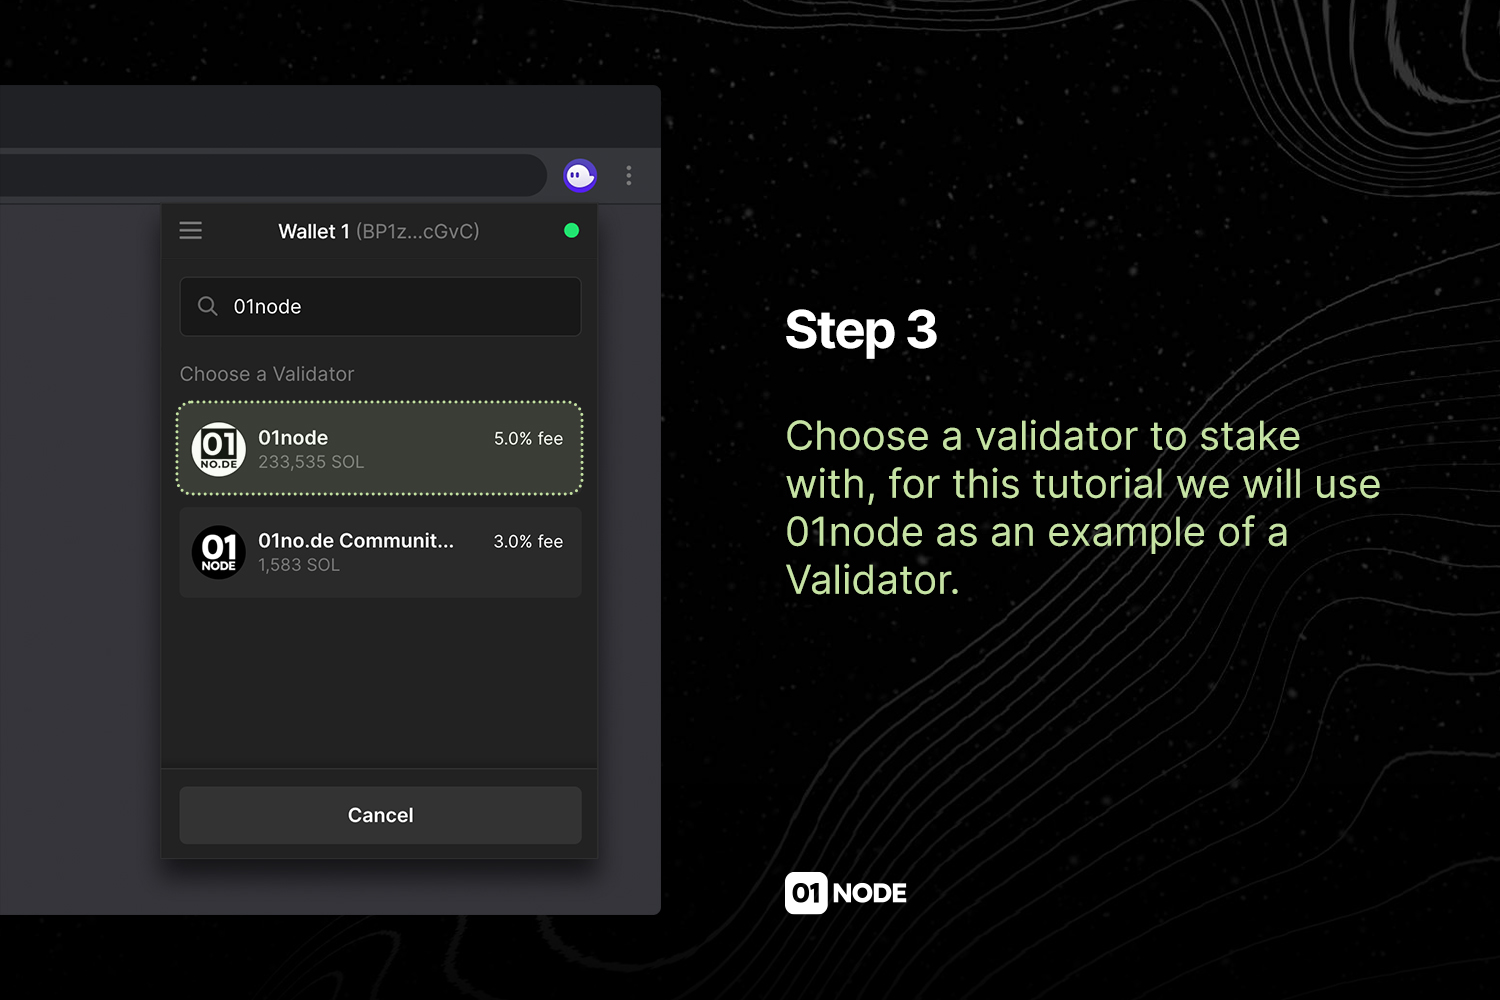 Wallet 1 (BP1z...cGvC)
01node
Choose a Validator
01
NO.DE
01node
5.0% fee
233,535 SOL
01
NODE
01no.de Communit...
3.0% fee
1,583 SOL
Cancel
Step 3
Choose a validator to stake
with, for this tutorial we will use
01node as an example of a
Validator.
01 NODE